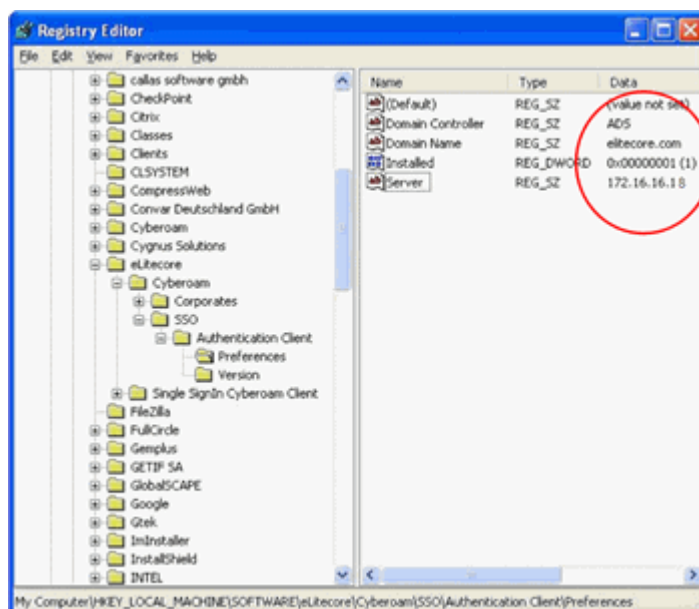 Registry Editor
File Edit View Favorites Help
callas software gmbh
CheckPoint
Citrix
Classes
Clients
CLSYSTEM
CompressWeb
Convar Deutschland GmbH
Cyberoam
Cygnus Solutions
eLitecore
Cyberoam
Corporates
SSO
Authentication Client
Preferences
Version
Single SignIn Cyberoam Client
FileZilla
FullCircle
Gemplus
GETIF SA
GlobalSCAPE
Google
Gtek
ImInstaller
InstallShield
INTEL
Name Type Data
(Default) REG_SZ (value not set)
Domain Controller REG_SZ ADS
Domain Name REG_SZ elitecore.com
Installed REG_DWORD 0x00000001 (1)
Server REG_SZ 172.16.16.18
My Computer\HKEY_LOCAL_MACHINE\SOFTWARE\eLitecore\Cyberoam\SSO\Authentication Client\Preferences